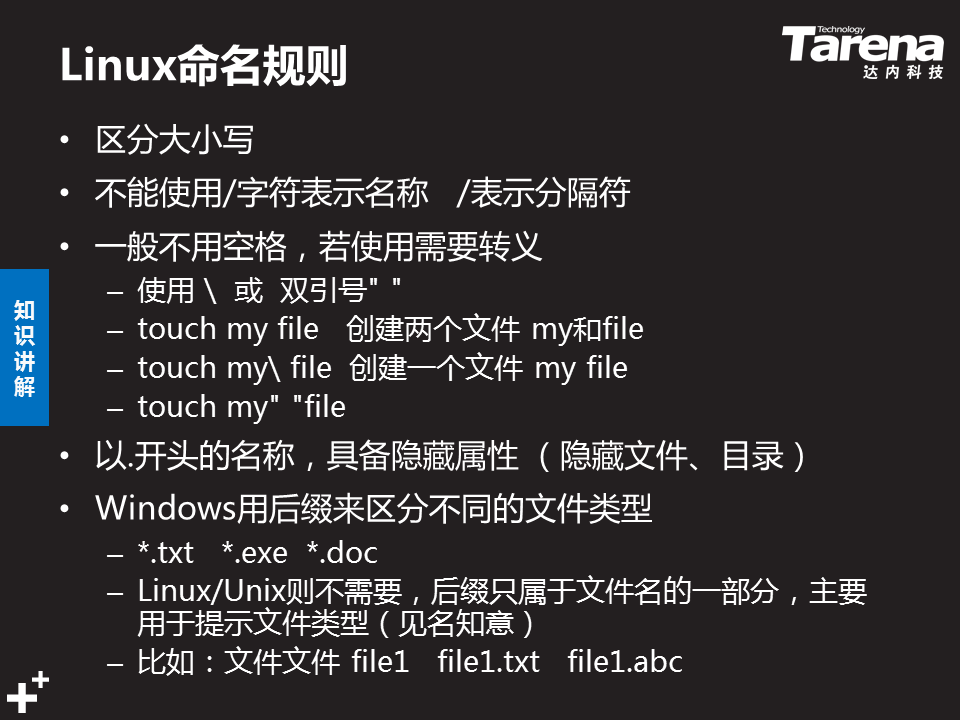 Linux命名规则
Technology
Tarena
达内科技
• 区分大小写
• 不能使用/字符表示名称 /表示分隔符
• 一般不用空格，若使用需要转义
– 使用 \ 或 双引号" "
– touch my file 创建两个文件 my和file
– touch my\ file 创建一个文件 my file
– touch my" "file
知识讲解
• 以.开头的名称，具备隐藏属性 （隐藏文件、目录）
• Windows用后缀来区分不同的文件类型
– *.txt *.exe *.doc
– Linux/Unix则不需要，后缀只属于文件名的一部分，主要
用于提示文件类型（见名知意）
– 比如：文件文件 file1 file1.txt file1.abc